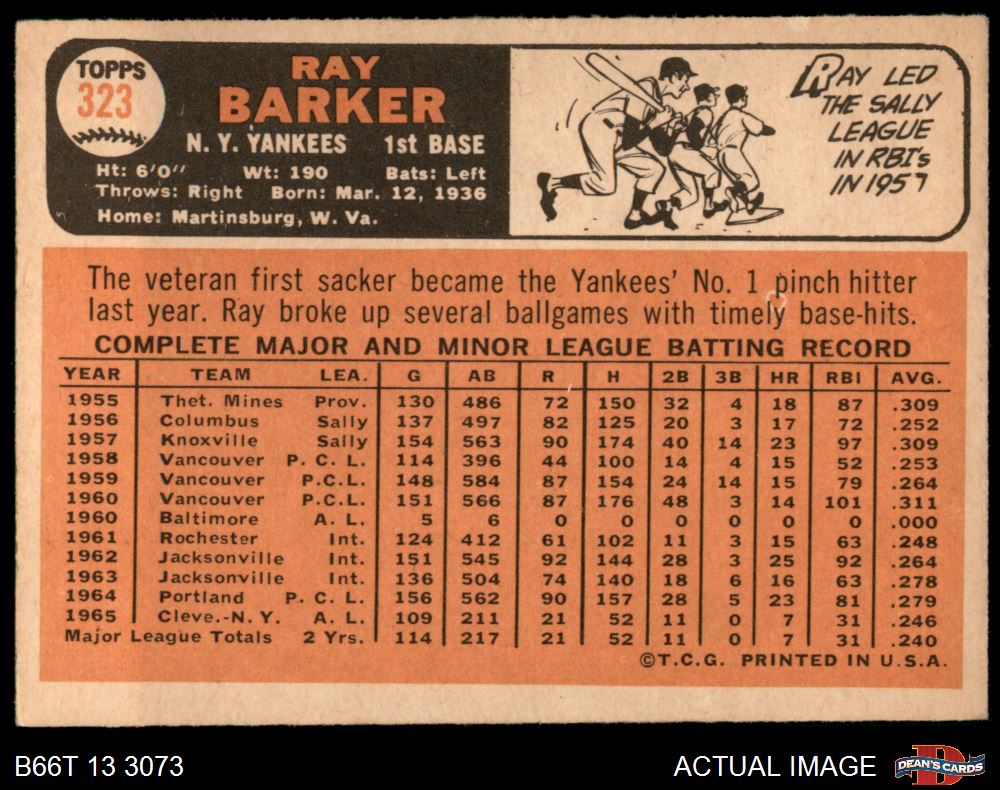 TOPPS
323
RAY
BARKER
N. Y. YANKEES 1st BASE
Ht: 6'0" Wt: 190 Bats: Left
Throws: Right Born: Mar. 12, 1936
Home: Martinsburg, W. Va.
RAY LED
THE SALLY
LEAGUE
IN RBI's
IN 1957
The veteran first sacker became the Yankees' No. 1 pinch hitter
last year. Ray broke up several ballgames with timely base-hits.
COMPLETE MAJOR AND MINOR LEAGUE BATTING RECORD
YEAR TEAM LEA. G AB R H 2B 3B HR RBI AVG.
1955 Thet. Mines Prov. 130 486 72 150 32 4 18 87 .309
1956 Columbus Sally 137 497 82 125 20 3 17 72 .252
1957 Knoxville Sally 154 563 90 174 40 14 23 97 .309
1958 Vancouver P. C. L. 114 396 44 100 14 4 15 52 .253
1959 Vancouver P.C.L. 148 584 87 154 24 14 15 79 .264
1960 Vancouver P.C.L. 151 566 87 176 48 3 14 101 .311
1960 Baltimore A. L. 5 6 0 0 0 0 0 0 .000
1961 Rochester Int. 124 412 61 102 11 3 15 63 .248
1962 Jacksonville Int. 151 545 92 144 28 3 25 92 .264
1963 Jacksonville Int. 136 504 74 140 18 6 16 63 .278
1964 Portland P. C. L. 156 562 90 157 28 5 23 81 .279
1965 Cleve.-N. Y. A. L. 109 211 21 52 11 0 7 31 .246
Major League Totals 2 Yrs. 114 217 21 52 11 0 7 31 .240
©T.C.G. PRINTED IN U.S.A.
B66T 13 3073 ACTUAL IMAGE
D
DEAN'S CARDS